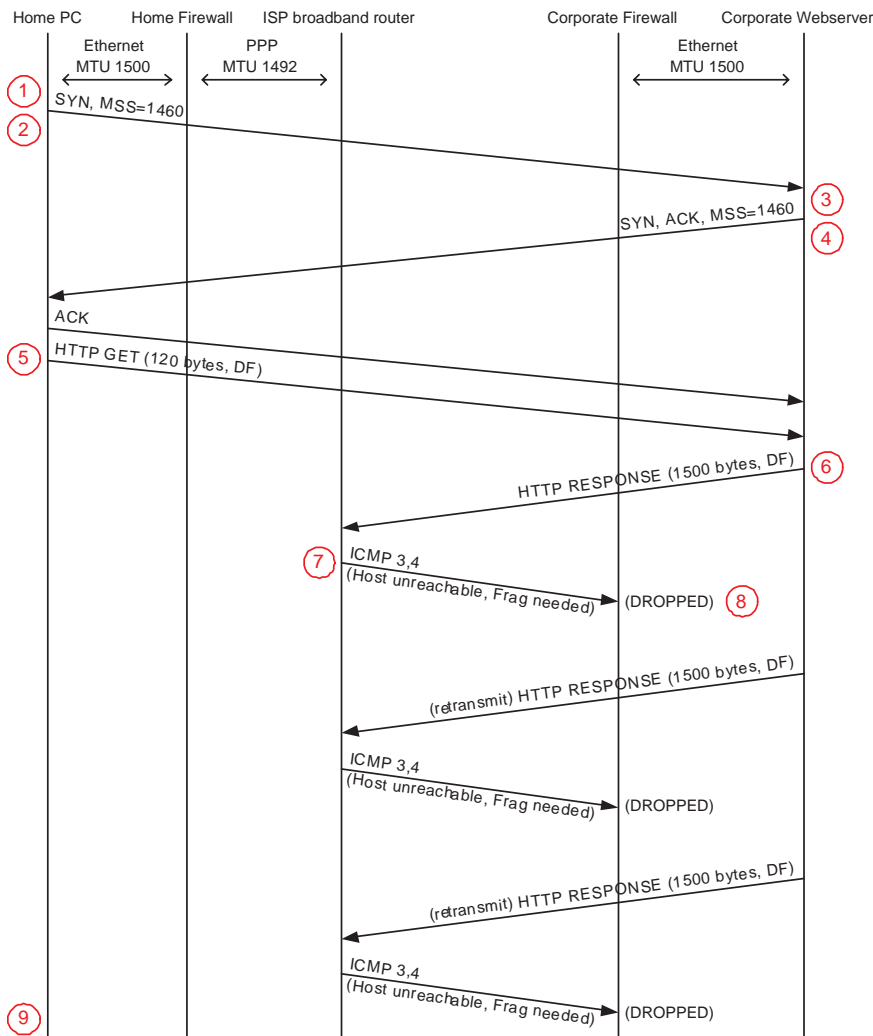 Home PC
Home Firewall
ISP broadband router
Corporate Firewall
Corporate Webserver
Ethernet
MTU 1500
PPP
MTU 1492
Ethernet
MTU 1500
1
SYN, MSS=1460
2
3
SYN, ACK, MSS=1460
4
ACK
5
HTTP GET (120 bytes, DF)
6
HTTP RESPONSE (1500 bytes, DF)
7
ICMP 3,4
(Host unreachable, Frag needed)
(DROPPED)
8
(retransmit) HTTP RESPONSE (1500 bytes, DF)
ICMP 3,4
(Host unreachable, Frag needed)
(DROPPED)
(retransmit) HTTP RESPONSE (1500 bytes, DF)
ICMP 3,4
(Host unreachable, Frag needed)
(DROPPED)
9